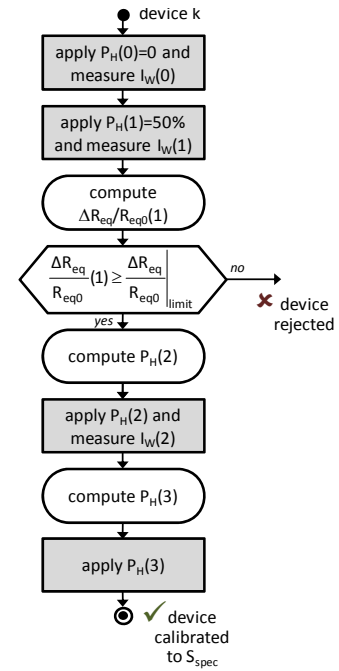 device k
apply P_H(0)=0 and
measure I_W(0)
apply P_H(1)=50%
and measure I_W(1)
compute
ΔR_eq/R_eq0(1)
ΔR_eq/R_eq0 (1) ≥ ΔR_eq/R_eq0 |limit
no
✘ device
rejected
yes
compute P_H(2)
apply P_H(2) and
measure I_W(2)
compute P_H(3)
apply P_H(3)
✓ device
calibrated
to S_spec